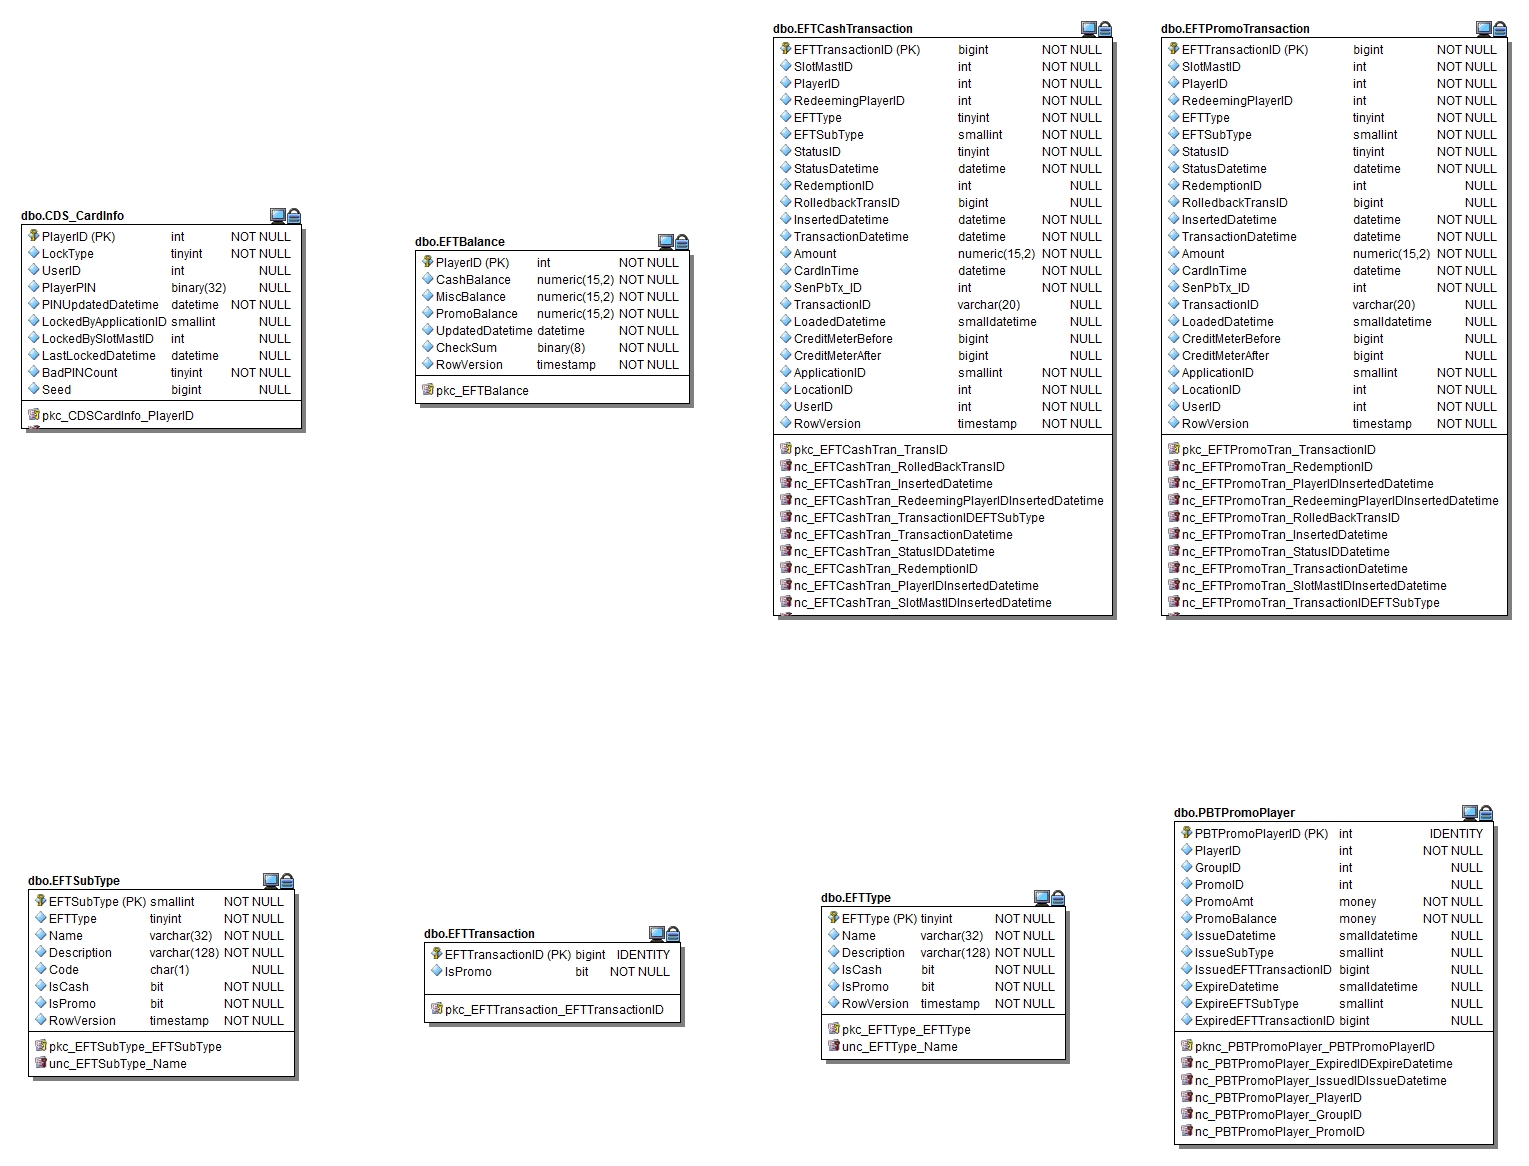 dbo.EFTCashTransaction
EFTTransactionID (PK) bigint NOT NULL
SlotMastID int NOT NULL
PlayerID int NOT NULL
RedeemingPlayerID int NOT NULL
EFTType tinyint NOT NULL
EFTSubType smallint NOT NULL
StatusID tinyint NOT NULL
StatusDatetime datetime NOT NULL
RedemptionID int NULL
RolledbackTransID bigint NULL
InsertedDatetime datetime NOT NULL
TransactionDatetime datetime NOT NULL
Amount numeric(15,2) NOT NULL
CardInTime datetime NOT NULL
SenPbTx_ID int NOT NULL
TransactionID varchar(20) NULL
LoadedDatetime smalldatetime NULL
CreditMeterBefore bigint NULL
CreditMeterAfter bigint NULL
ApplicationID smallint NOT NULL
LocationID int NOT NULL
UserID int NOT NULL
RowVersion timestamp NOT NULL
pkc_EFTCashTran_TransID
nc_EFTCashTran_RolledBackTransID
nc_EFTCashTran_InsertedDatetime
nc_EFTCashTran_RedeemingPlayerIDInsertedDatetime
nc_EFTCashTran_TransactionIDEFTSubType
nc_EFTCashTran_TransactionDatetime
nc_EFTCashTran_StatusIDDatetime
nc_EFTCashTran_RedemptionID
nc_EFTCashTran_PlayerIDInsertedDatetime
nc_EFTCashTran_SlotMastIDInsertedDatetime
dbo.EFTPromoTransaction
EFTTransactionID (PK) bigint NOT NULL
SlotMastID int NOT NULL
PlayerID int NOT NULL
RedeemingPlayerID int NOT NULL
EFTType tinyint NOT NULL
EFTSubType smallint NOT NULL
StatusID tinyint NOT NULL
StatusDatetime datetime NOT NULL
RedemptionID int NULL
RolledbackTransID bigint NULL
InsertedDatetime datetime NOT NULL
TransactionDatetime datetime NOT NULL
Amount numeric(15,2) NOT NULL
CardInTime datetime NOT NULL
SenPbTx_ID int NOT NULL
TransactionID varchar(20) NULL
LoadedDatetime smalldatetime NULL
CreditMeterBefore bigint NULL
CreditMeterAfter bigint NULL
ApplicationID smallint NOT NULL
LocationID int NOT NULL
UserID int NOT NULL
RowVersion timestamp NOT NULL
pkc_EFTPromoTran_TransactionID
nc_EFTPromoTran_RedemptionID
nc_EFTPromoTran_PlayerIDInsertedDatetime
nc_EFTPromoTran_RedeemingPlayerIDInsertedDatetime
nc_EFTPromoTran_RolledBackTransID
nc_EFTPromoTran_InsertedDatetime
nc_EFTPromoTran_StatusIDDatetime
nc_EFTPromoTran_TransactionDatetime
nc_EFTPromoTran_SlotMastIDInsertedDatetime
nc_EFTPromoTran_TransactionIDEFTSubType
dbo.CDS_CardInfo
PlayerID (PK) int NOT NULL
LockType tinyint NOT NULL
UserID int NULL
PlayerPIN binary(32) NULL
PINUpdatedDatetime datetime NOT NULL
LockedByApplicationID smallint NULL
LockedBySlotMastID int NULL
LastLockedDatetime datetime NULL
BadPINCount tinyint NOT NULL
Seed bigint NULL
pkc_CDSCardInfo_PlayerID
dbo.EFTBalance
PlayerID (PK) int NOT NULL
CashBalance numeric(15,2) NOT NULL
MiscBalance numeric(15,2) NOT NULL
PromoBalance numeric(15,2) NOT NULL
UpdatedDatetime datetime NOT NULL
CheckSum binary(8) NOT NULL
RowVersion timestamp NOT NULL
pkc_EFTBalance
dbo.EFTSubType
EFTSubType (PK) smallint NOT NULL
EFTType tinyint NOT NULL
Name varchar(32) NOT NULL
Description varchar(128) NOT NULL
Code char(1) NULL
IsCash bit NOT NULL
IsPromo bit NOT NULL
RowVersion timestamp NOT NULL
pkc_EFTSubType_EFTSubType
unc_EFTSubType_Name
dbo.EFTTransaction
EFTTransactionID (PK) bigint IDENTITY
IsPromo bit NOT NULL
pkc_EFTTransaction_EFTTransactionID
dbo.EFTType
EFTType (PK) tinyint NOT NULL
Name varchar(32) NOT NULL
Description varchar(128) NOT NULL
IsCash bit NOT NULL
IsPromo bit NOT NULL
RowVersion timestamp NOT NULL
pkc_EFTType_EFTType
unc_EFTType_Name
dbo.PBTPromoPlayer
PBTPromoPlayerID (PK) int IDENTITY
PlayerID int NOT NULL
GroupID int NULL
PromoID int NULL
PromoAmt money NOT NULL
PromoBalance money NOT NULL
IssueDatetime smalldatetime NULL
IssueSubType smallint NULL
IssuedEFTTransactionID bigint NULL
ExpireDatetime smalldatetime NULL
ExpireEFTSubType smallint NULL
ExpiredEFTTransactionID bigint NULL
pknc_PBTPromoPlayer_PBTPromoPlayerID
nc_PBTPromoPlayer_ExpiredIDExpireDatetime
nc_PBTPromoPlayer_IssuedIDIssueDatetime
nc_PBTPromoPlayer_PlayerID
nc_PBTPromoPlayer_GroupID
nc_PBTPromoPlayer_PromoID